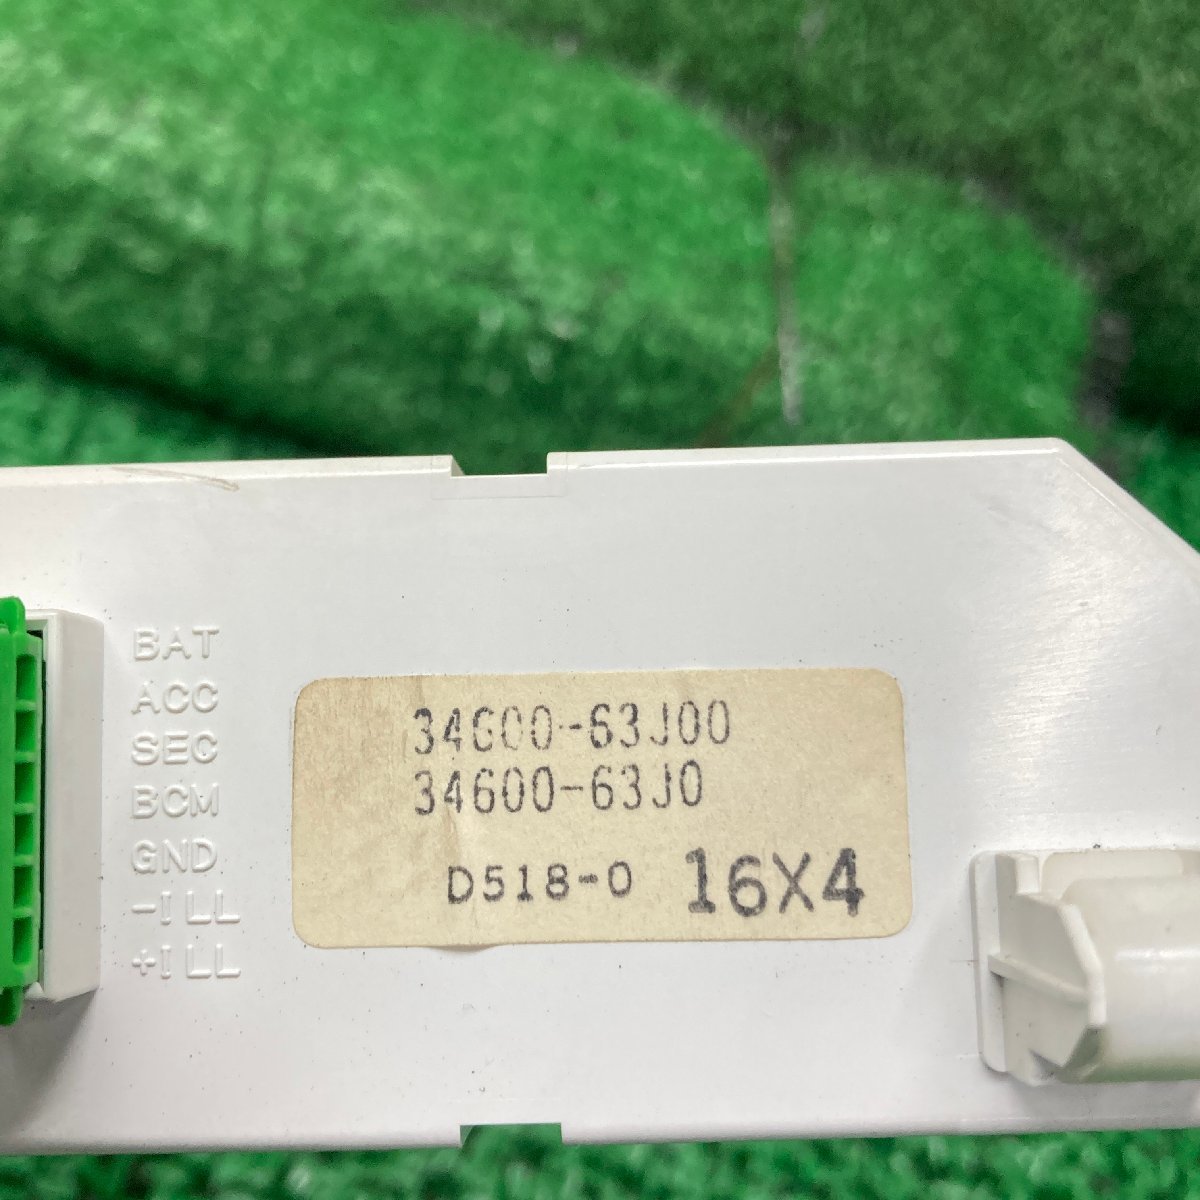 BAT
ACC
SEC
BCM
GND
-ILL
+ILL
34600-63J00
34600-63J0
D518-0 16X4